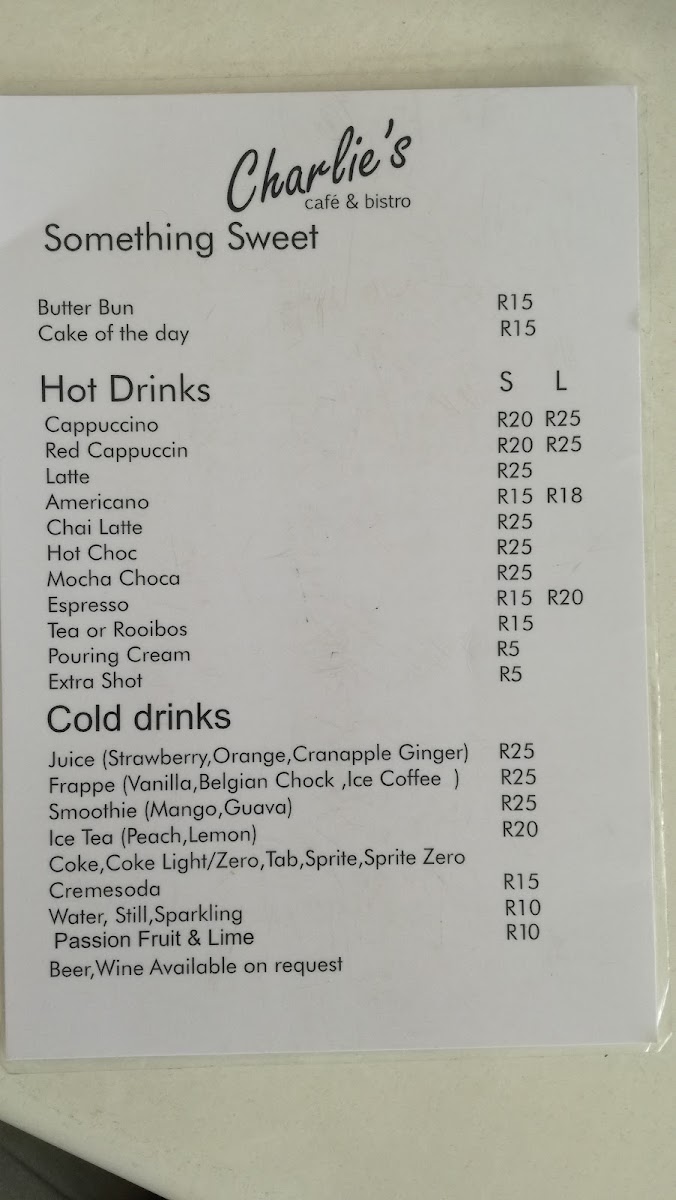 Charlie's
café & bistro
Something Sweet
Butter Bun R15
Cake of the day R15
Hot Drinks S L
Cappuccino R20 R25
Red Cappuccin R20 R25
Latte R25
Americano R15 R18
Chai Latte R25
Hot Choc R25
Mocha Choca R25
Espresso R15 R20
Tea or Rooibos R15
Pouring Cream R5
Extra Shot R5
Cold drinks
Juice (Strawberry,Orange,Cranapple Ginger) R25
Frappe (Vanilla,Belgian Chock ,Ice Coffee  ) R25
Smoothie (Mango,Guava) R25
Ice Tea (Peach,Lemon) R20
Coke,Coke Light/Zero,Tab,Sprite,Sprite Zero
Cremesoda R15
Water, Still,Sparkling R10
Passion Fruit & Lime R10
Beer,Wine Available on request